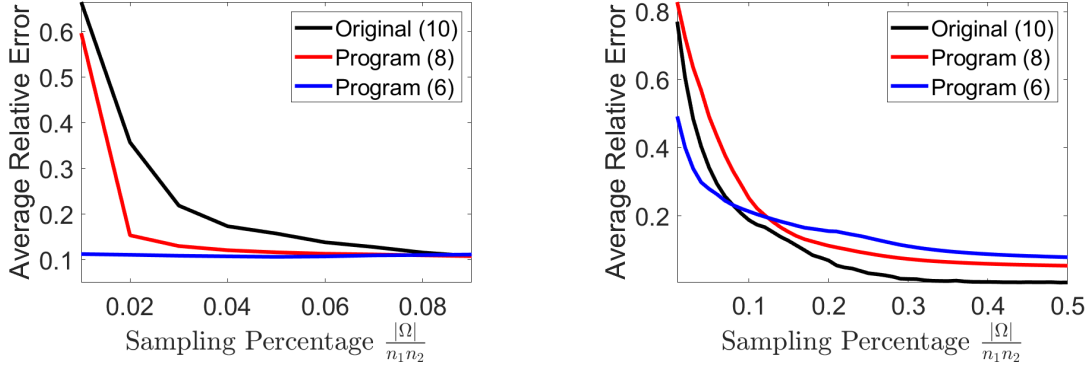 Average Relative Error
0.6
0.5
0.4
0.3
0.2
0.1
0.02
0.04
0.06
0.08
Original (10)
Program (8)
Program (6)
Sampling Percentage |Ω| / n₁n₂
Average Relative Error
0.8
0.6
0.4
0.2
0.1
0.2
0.3
0.4
0.5
Original (10)
Program (8)
Program (6)
Sampling Percentage |Ω| / n₁n₂